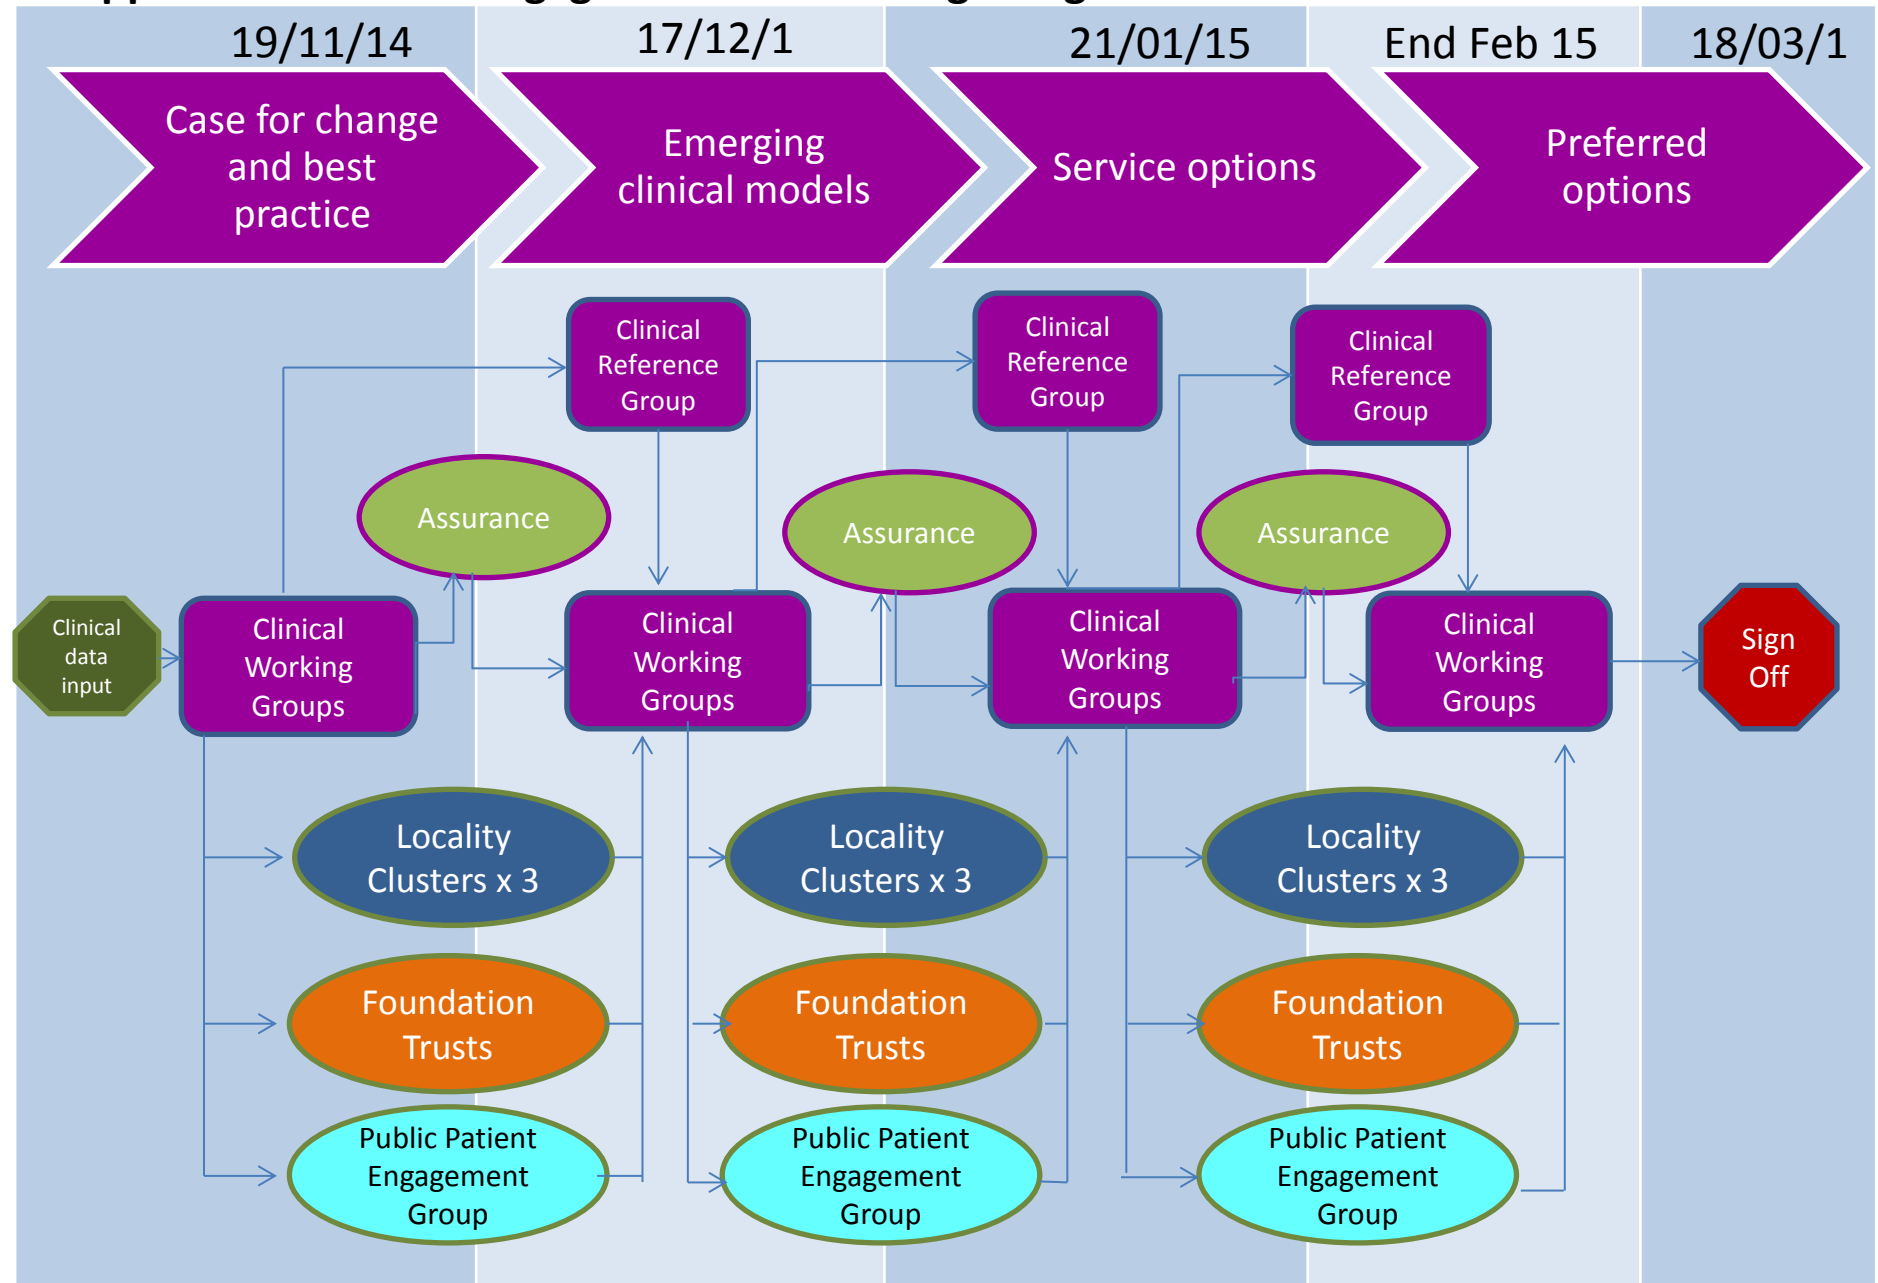 19/11/14
17/12/1
21/01/15
End Feb 15
18/03/1
Case for change
and best
practice
Emerging
clinical models
Service options
Preferred
options
Clinical
Reference
Group
Clinical
Reference
Group
Clinical
Reference
Group
Assurance
Assurance
Assurance
Clinical
data
input
Clinical
Working
Groups
Clinical
Working
Groups
Clinical
Working
Groups
Clinical
Working
Groups
Sign
Off
Locality
Clusters x 3
Locality
Clusters x 3
Locality
Clusters x 3
Foundation
Trusts
Foundation
Trusts
Foundation
Trusts
Public Patient
Engagement
Group
Public Patient
Engagement
Group
Public Patient
Engagement
Group